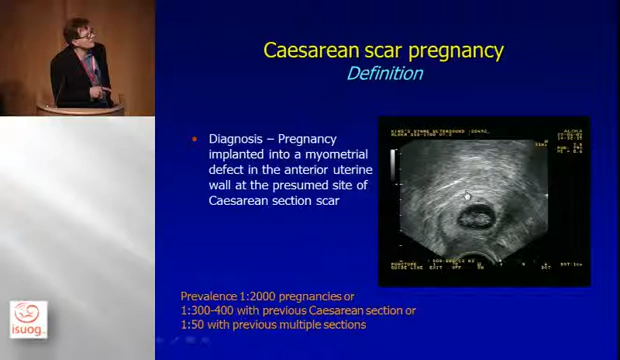 Caesarean scar pregnancy
Definition
Diagnosis – Pregnancy
implanted into a myometrial
defect in the anterior uterine
wall at the presumed site of
Caesarean section scar
Prevalence 1:2000 pregnancies or
1:300-400 with previous Caesarean section or
1:50 with previous multiple sections
isuog